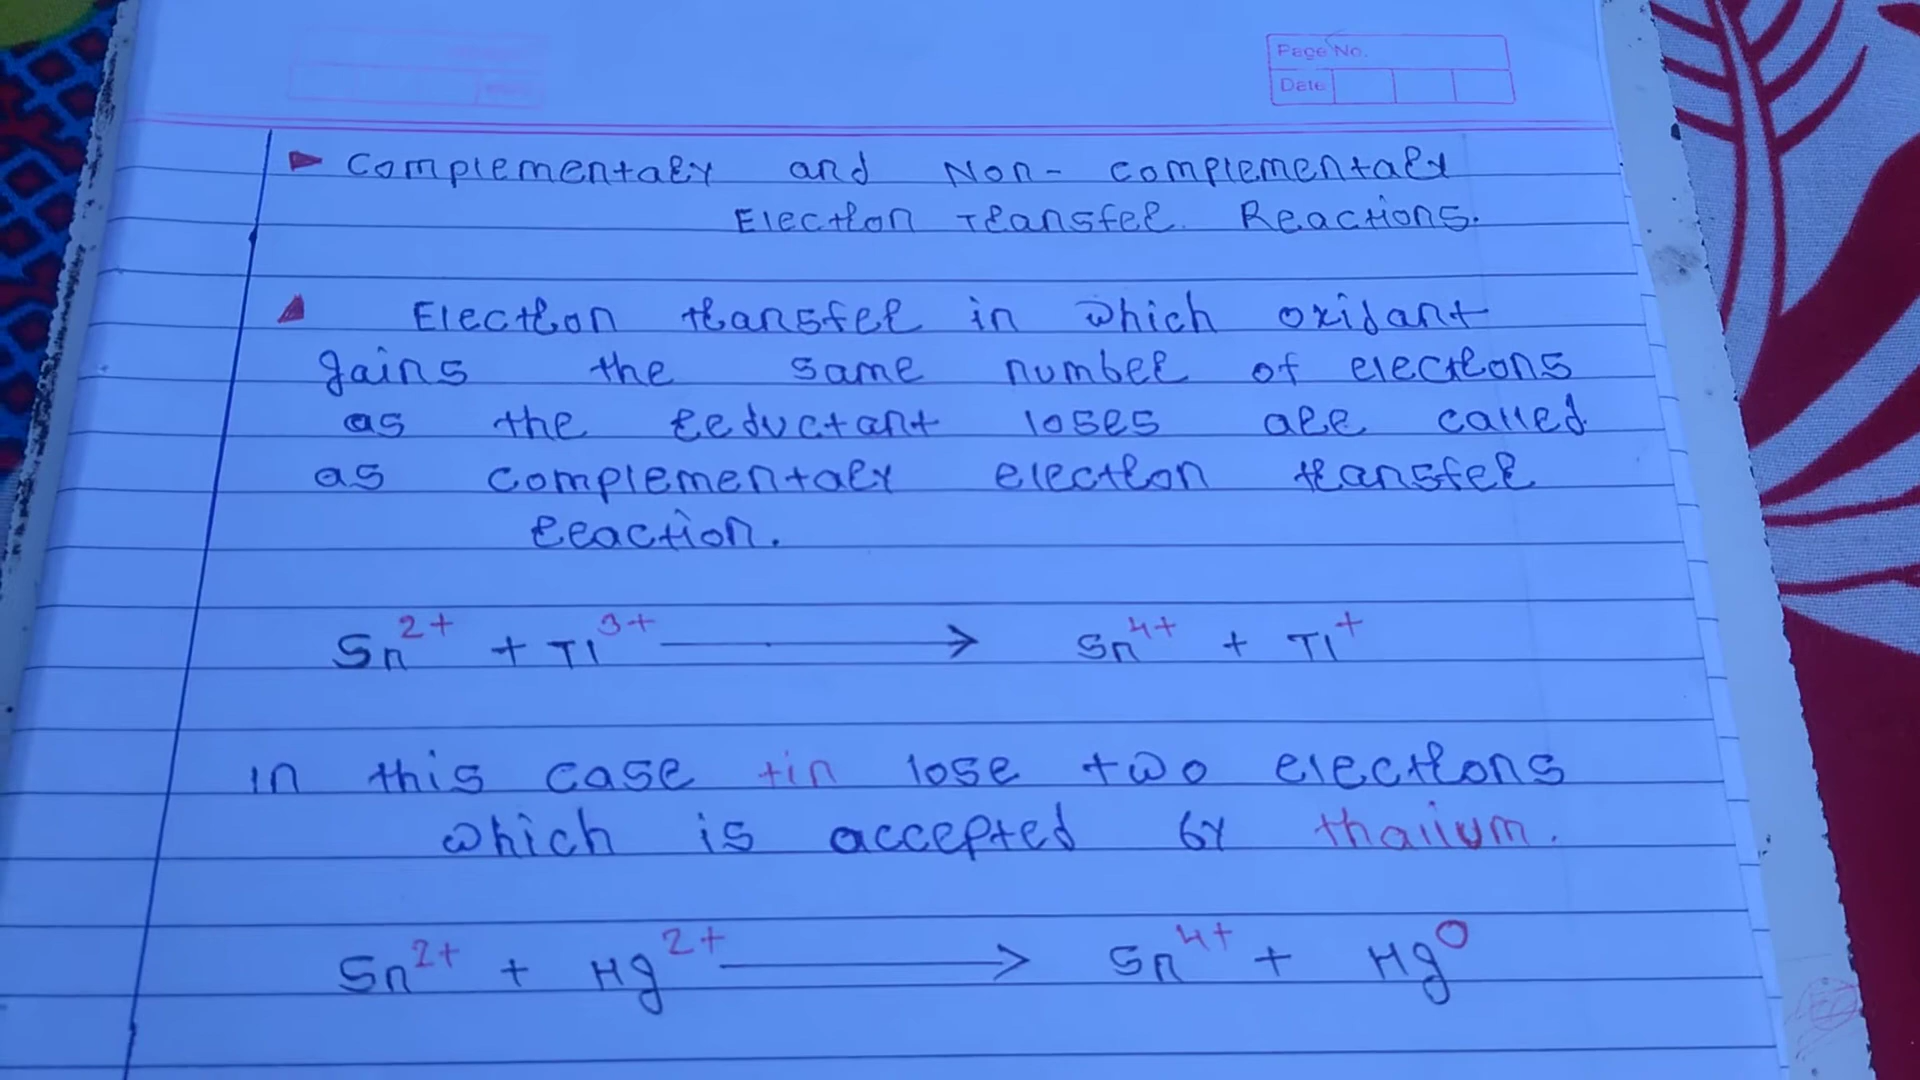 Page No.
Date
Complementary and Non-complementary
Electron Transfer Reactions.
Electron transfer in which oxidant
gains the same number of electrons
as the reductant loses are called
as complementary electron transfer
reaction.
Sn²⁺ + Tl³⁺ → Sn⁴⁺ + Tl⁺
In this case tin lose two electrons
which is accepted by thallium.
Sn²⁺ + Hg²⁺ → Sn⁴⁺ + Hg⁰